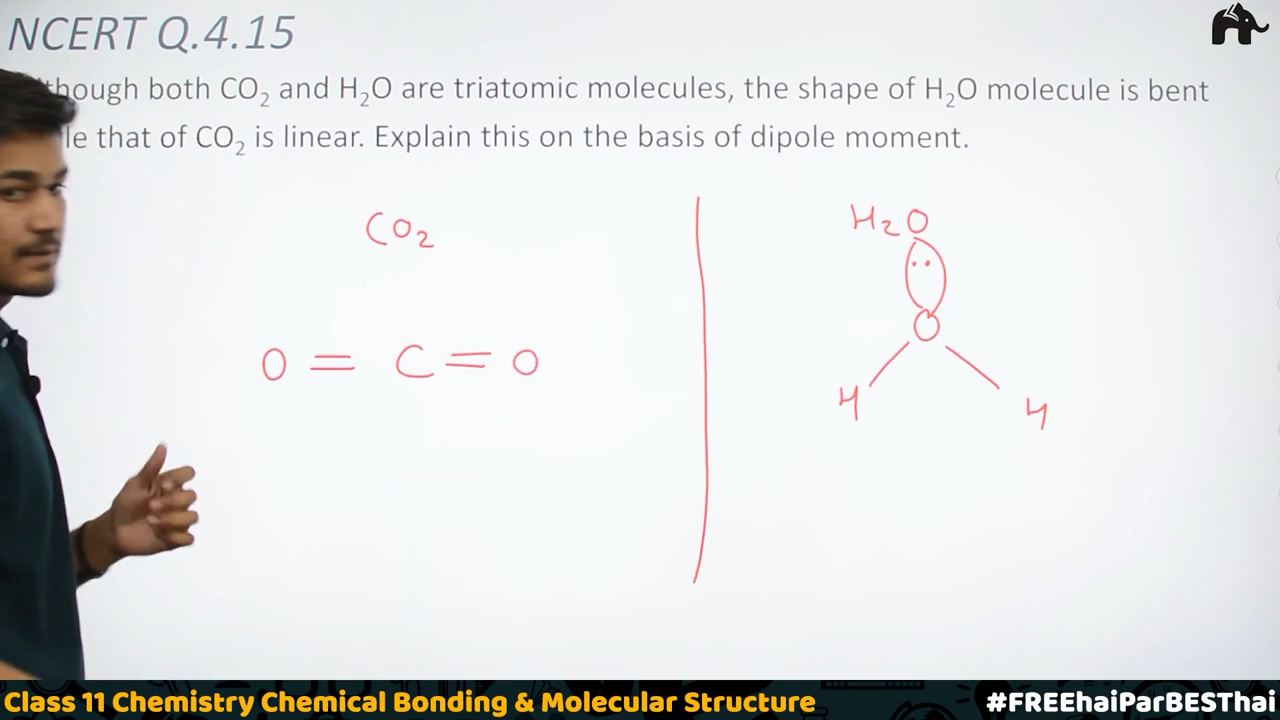 NCERT Q.4.15
though both CO₂ and H₂O are triatomic molecules, the shape of H₂O molecule is bent
le that of CO₂ is linear. Explain this on the basis of dipole moment.
CO₂
H₂O
O = C = O
O
H H
Class 11 Chemistry Chemical Bonding & Molecular Structure
#FREEhaiParBESThai